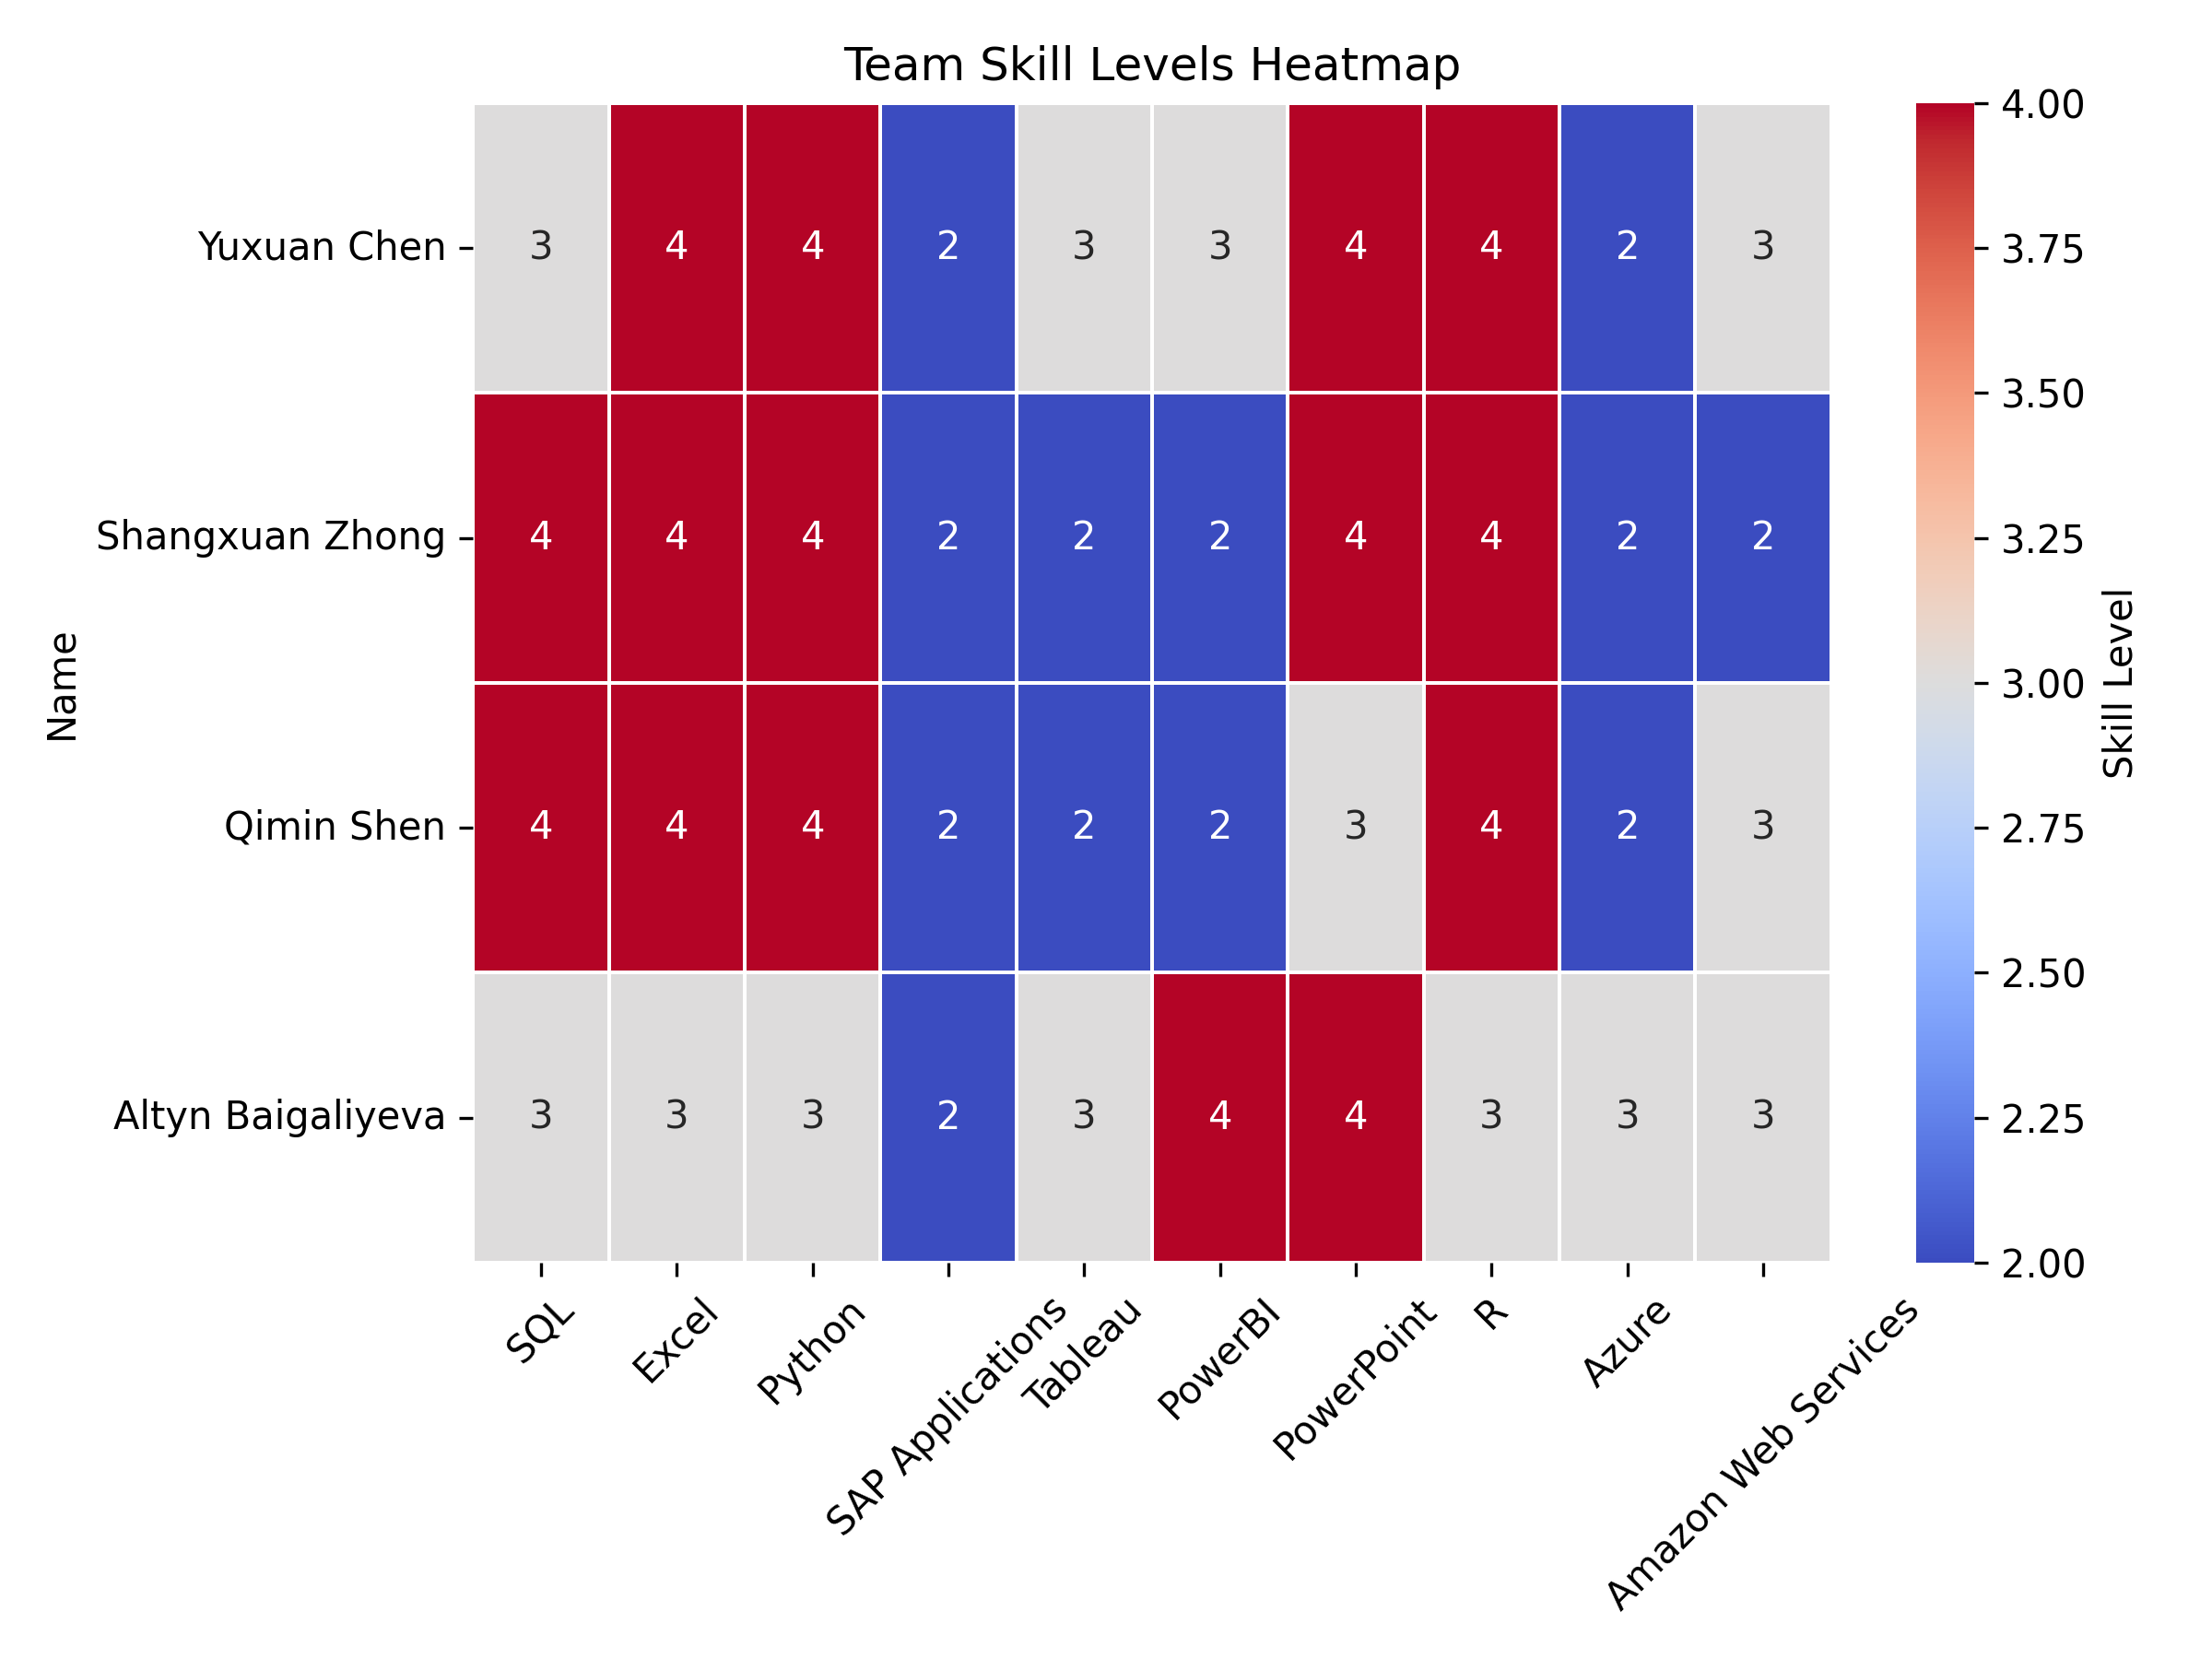 Team Skill Levels Heatmap
Name
Yuxuan Chen 3 4 4 2 3 3 4 4 2 3
Shangxuan Zhong 4 4 4 2 2 2 4 4 2 2
Qimin Shen 4 4 4 2 2 2 3 4 2 3
Altyn Baigaliyeva 3 3 3 2 3 4 4 3 3 3
SQL
Excel
Python
SAP Applications
Tableau
PowerBI
PowerPoint
R
Azure
Amazon Web Services
4.00
3.75
3.50
3.25
3.00
2.75
2.50
2.25
2.00
Skill Level